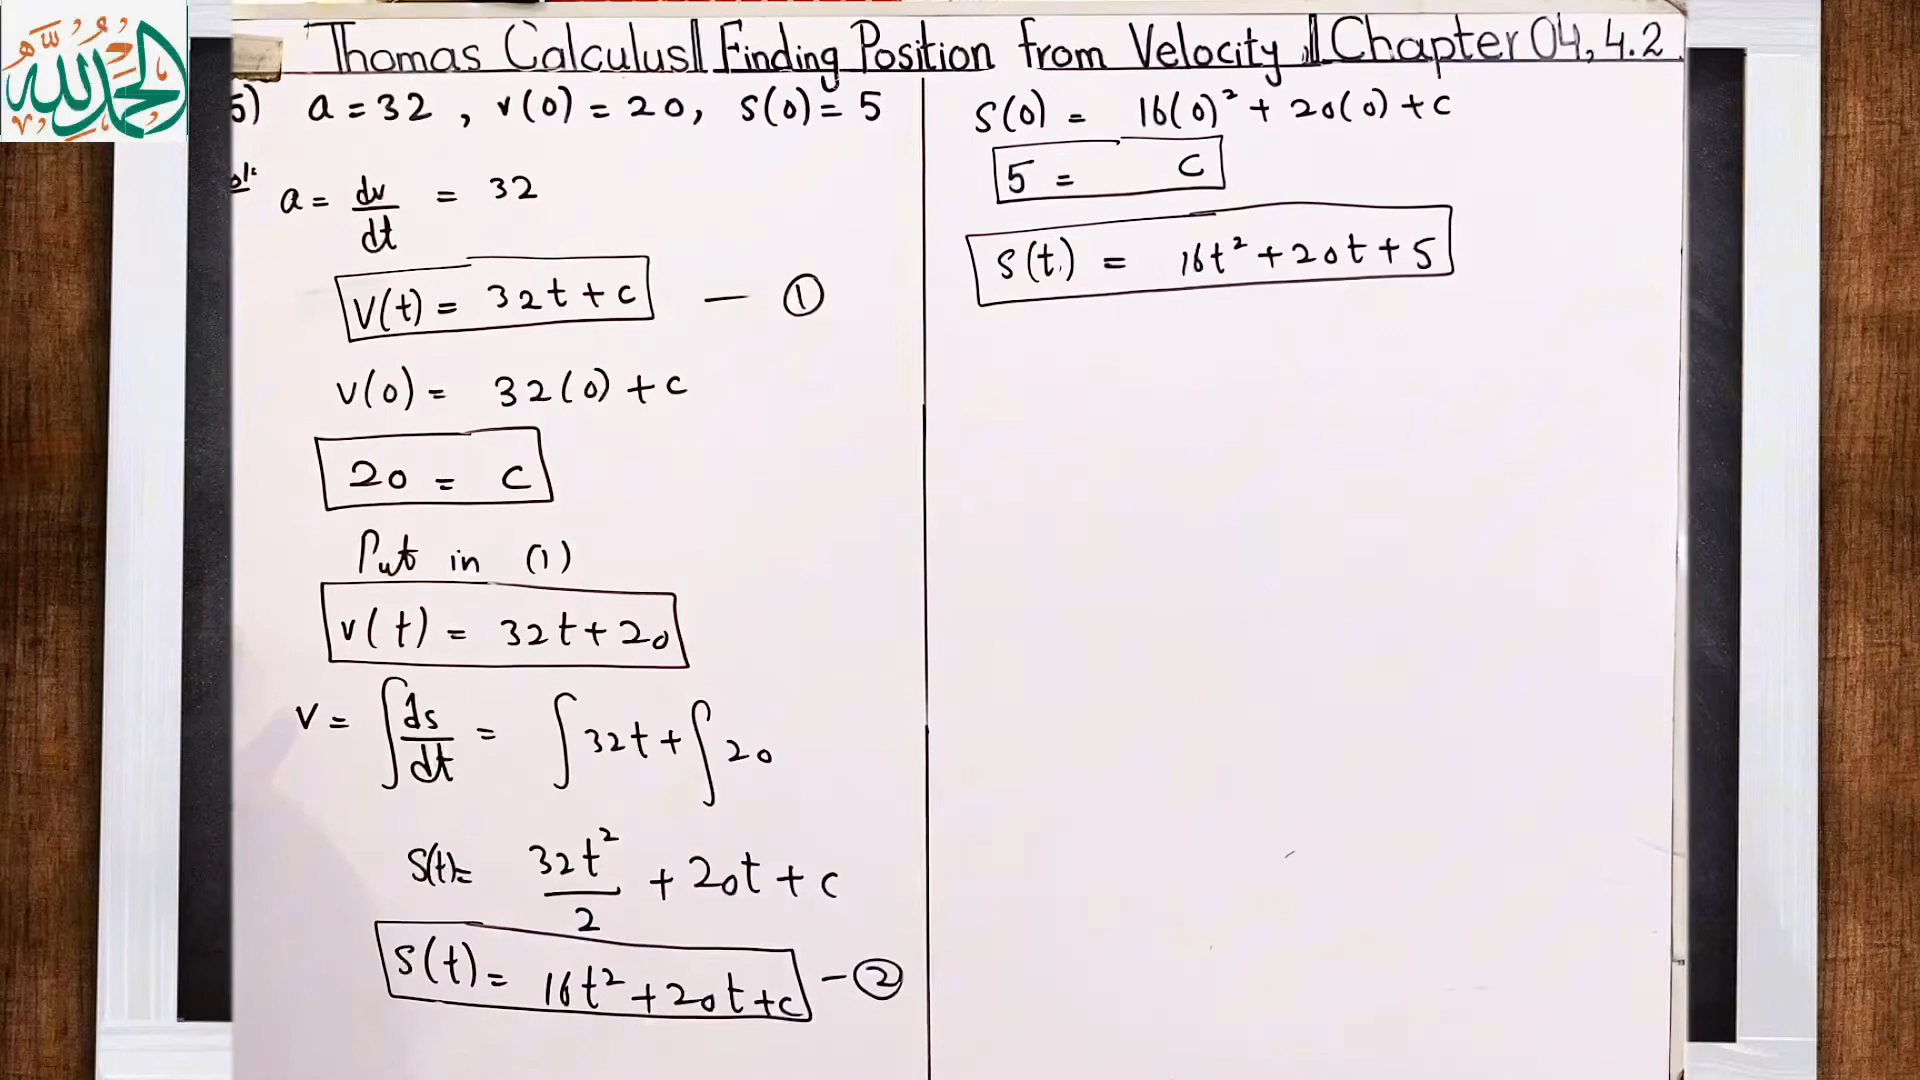 الحمد لله
Thomas Calculus || Finding Position from Velocity || Chapter 04, 4.2
5) a = 32 , v(0) = 20, s(0) = 5
a = dv/dt = 32
V(t) = 32t + c — ①
v(0) = 32(0) + c
20 = c
Put in (1)
v(t) = 32t + 20
v = ∫ds/dt = ∫32t + ∫20
S(t) = 32t²/2 + 20t + c
s(t) = 16t² + 20t + c — ②
S(0) = 16(0)² + 20(0) + c
5 = c
s(t) = 16t² + 20t + 5